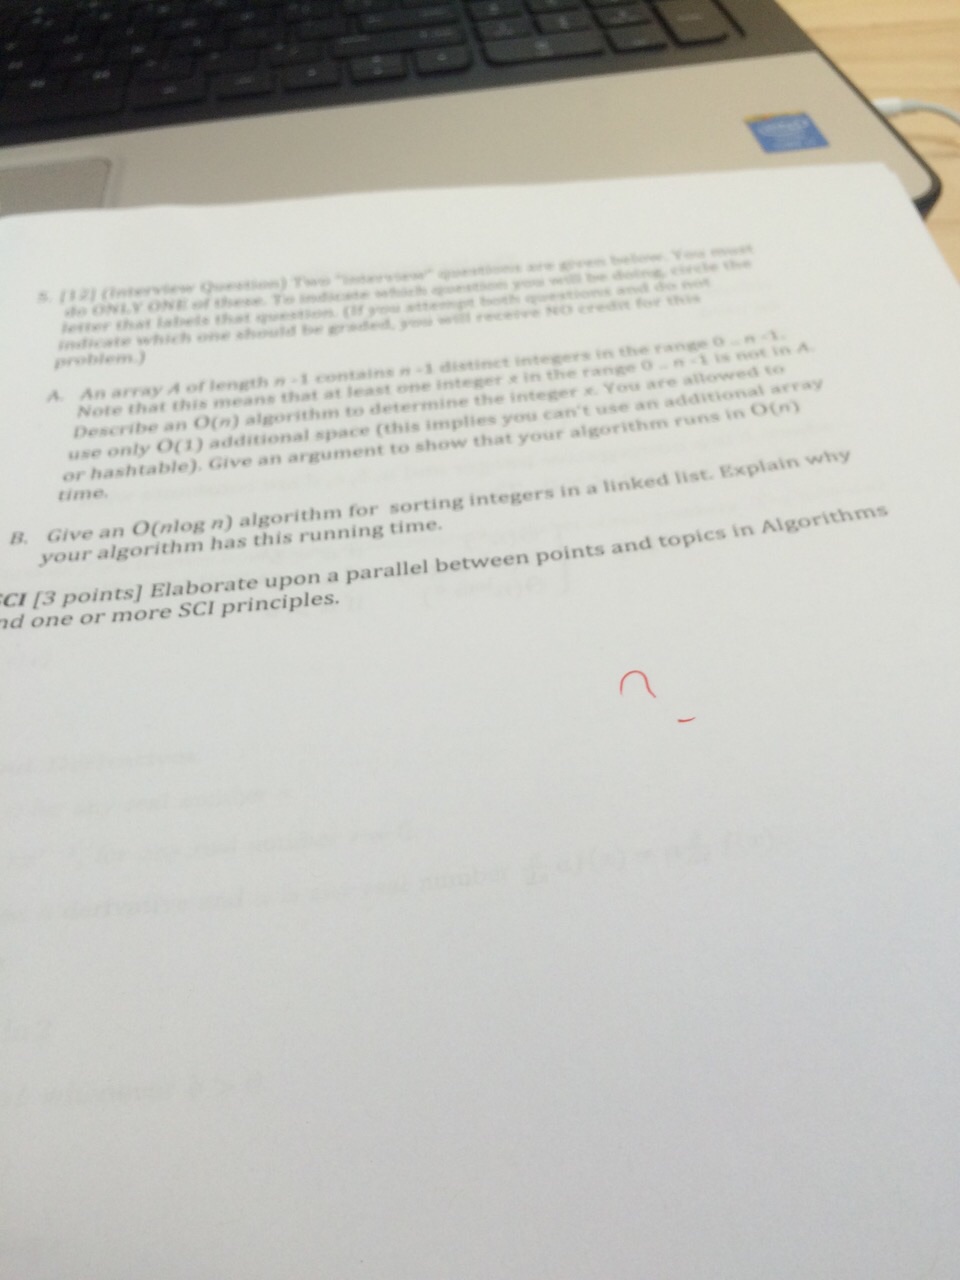 5. [12] (Interview Question) Two "interview" questions are given below. You must
do ONLY ONE of these. To indicate which question you will be doing, circle the
letter that labels that question. (If you attempt both questions and do not
indicate which one should be graded, you will receive NO credit for this
problem.)
A. An array A of length n -1 contains n -1 distinct integers in the range 0 .. n -1.
Note that this means that at least one integer x in the range 0 .. n -1 is not in A.
Describe an O(n) algorithm to determine the integer x. You are allowed to
use only O(1) additional space (this implies you can't use an additional array
or hashtable). Give an argument to show that your algorithm runs in O(n)
time.
B. Give an O(nlog n) algorithm for sorting integers in a linked list. Explain why
your algorithm has this running time.
SCI [3 points] Elaborate upon a parallel between points and topics in Algorithms
nd one or more SCI principles.